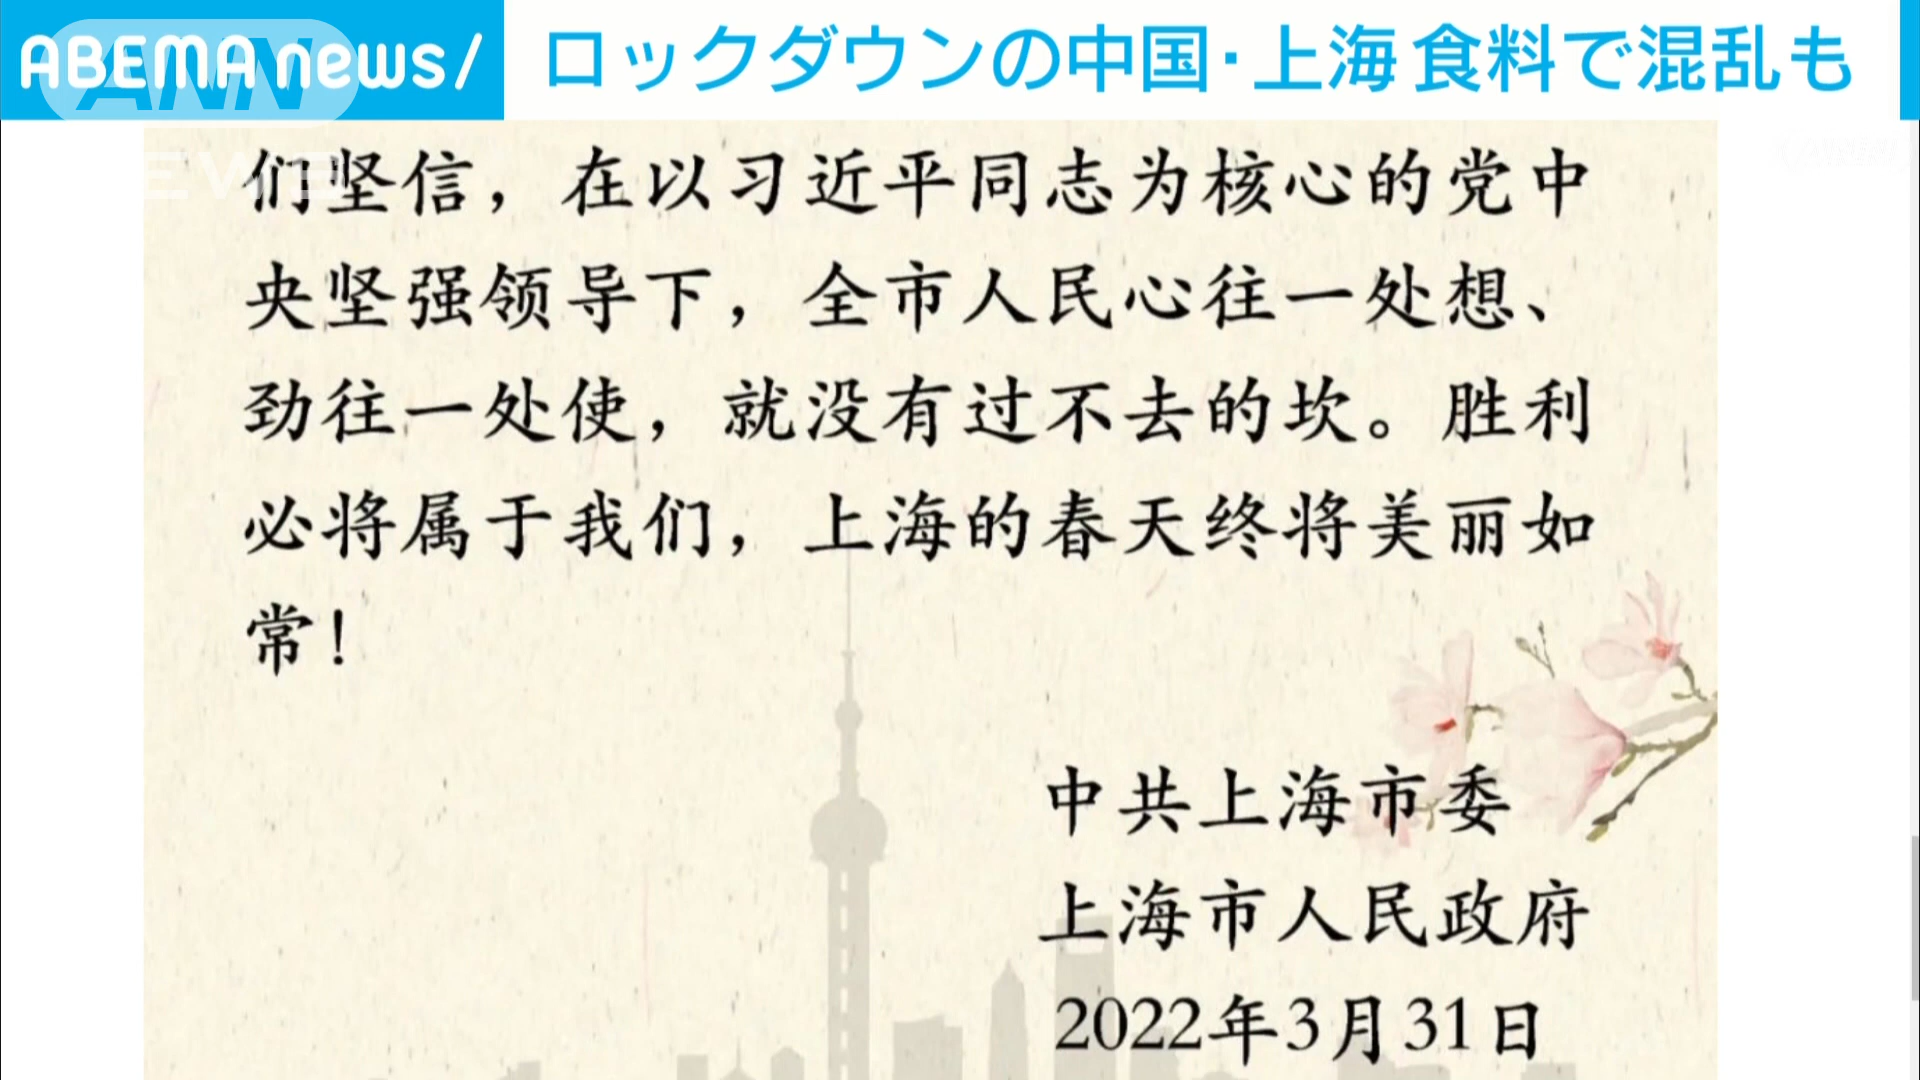 ABEMA news/
ANN
NEWS
ロックダウンの中国・上海 食料で混乱も
们坚信，在以习近平同志为核心的党中
央坚强领导下，全市人民心往一处想、
劲往一处使，就没有过不去的坎。胜利
必将属于我们，上海的春天终将美丽如
常！
中共上海市委
上海市人民政府
2022年3月31日